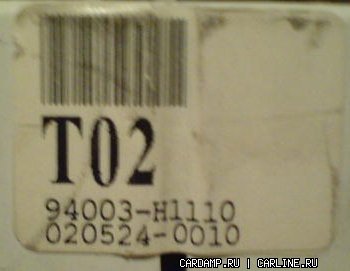 T02
94003-H1110
020524-0010
CARDAMP.RU | CARLINE.RU